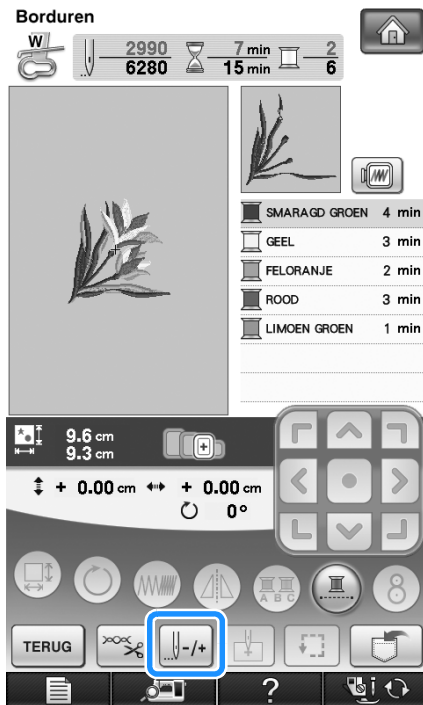 Borduren
W
2990
6280
7 min
15 min
2
6
SMARAGD GROEN 4 min
GEEL 3 min
FELORANJE 2 min
ROOD 3 min
LIMOEN GROEN 1 min
9.6 cm
9.3 cm
+ 0.00 cm + 0.00 cm
0°
A B C
8
TERUG
-/+
?